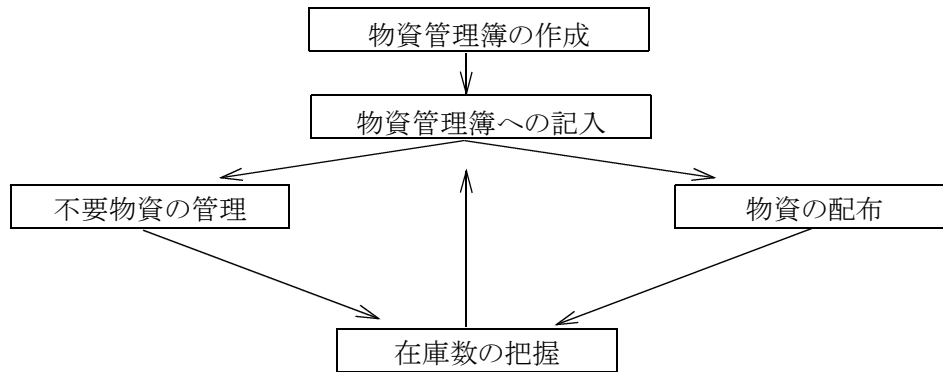 物資管理簿の作成
物資管理簿への記入
不要物資の管理
物資の配布
在庫数の把握